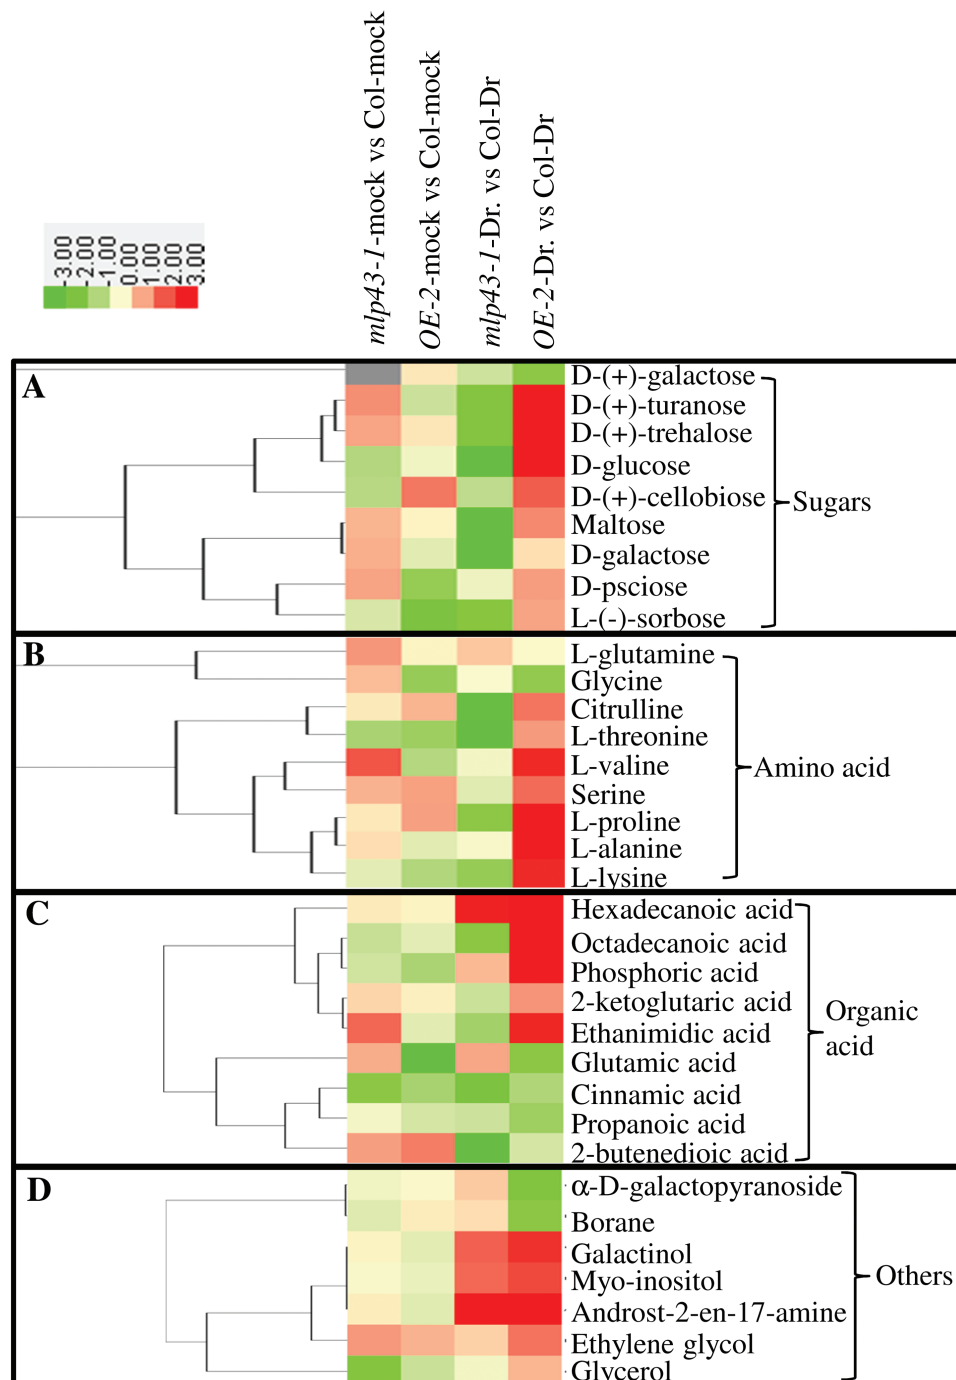 mlp43-1-mock vs Col-mock
OE-2-mock vs Col-mock
mlp43-1-Dr. vs Col-Dr
OE-2-Dr. vs Col-Dr
-3.00
-2.00
-1.00
0.00
1.00
2.00
3.00
A
D-(+)-galactose
D-(+)-turanose
D-(+)-trehalose
D-glucose
D-(+)-cellobiose
Sugars
Maltose
D-galactose
D-psciose
L-(-)-sorbose
B
L-glutamine
Glycine
Citrulline
L-threonine
L-valine
Amino acid
Serine
L-proline
L-alanine
L-lysine
C
Hexadecanoic acid
Octadecanoic acid
Phosphoric acid
2-ketoglutaric acid
Organic
acid
Ethanimidic acid
Glutamic acid
Cinnamic acid
Propanoic acid
2-butenedioic acid
D
α-D-galactopyranoside
Borane
Galactinol
Myo-inositol
Others
Androst-2-en-17-amine
Ethylene glycol
Glycerol